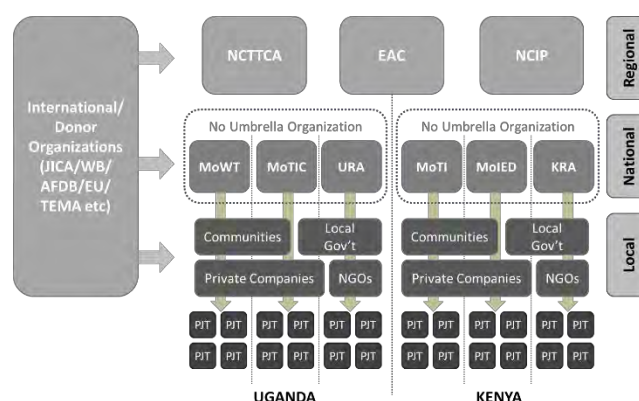 NCTTCA
EAC
NCIP
Regional
International/
Donor
Organizations
(JICA/WB/
AFDB/EU/
TEMA etc)
No Umbrella Organization
No Umbrella Organization
MoWT
MoTIC
URA
MoTI
MoIED
KRA
National
Communities
Local
Gov't
Communities
Local
Gov't
Private Companies
NGOs
Private Companies
NGOs
Local
PJT PJT PJT PJT PJT PJT PJT PJT PJT PJT PJT PJT
PJT PJT PJT PJT PJT PJT PJT PJT PJT PJT PJT PJT
UGANDA
KENYA